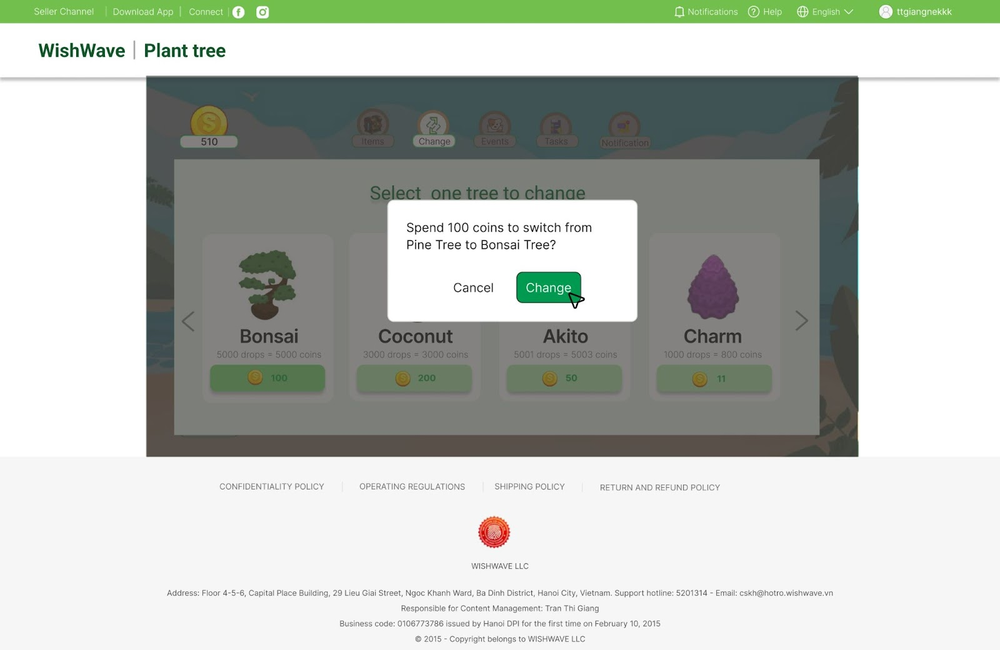 Seller Channel | Download App | Connect |
Notifications Help English ttgiangnekkk
WishWave | Plant tree
510
Items Change Events Tasks Notification
Select one tree to change
Spend 100 coins to switch from
Pine Tree to Bonsai Tree?
Cancel Change
Bonsai Coconut Akito Charm
5000 drops = 5000 coins 3000 drops = 3000 coins 5001 drops = 5003 coins 1000 drops = 800 coins
100 200 50 11
CONFIDENTIALITY POLICY | OPERATING REGULATIONS | SHIPPING POLICY | RETURN AND REFUND POLICY
WISHWAVE LLC
Address: Floor 4-5-6, Capital Place Building, 29 Lieu Giai Street, Ngoc Khanh Ward, Ba Dinh District, Hanoi City, Vietnam. Support hotline: 5201314 - Email: cskh@hotro.wishwave.vn
Responsible for Content Management: Tran Thi Giang
Business code: 0106773786 issued by Hanoi DPI for the first time on February 10, 2015
© 2015 - Copyright belongs to WISHWAVE LLC